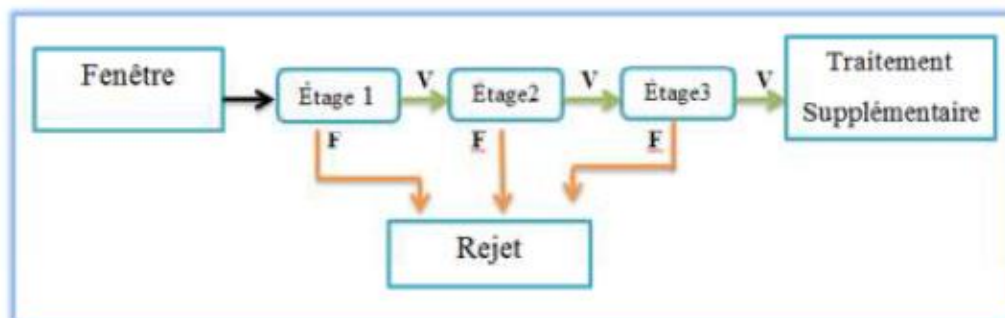 Fenêtre
Étage 1
V
Étage2
V
Étage3
V
Traitement
Supplémentaire
F
F
F
Rejet